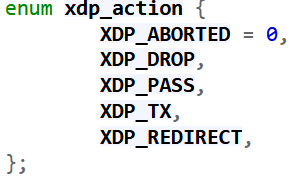 enum xdp_action {
        XDP_ABORTED = 0,
        XDP_DROP,
        XDP_PASS,
        XDP_TX,
        XDP_REDIRECT,
};